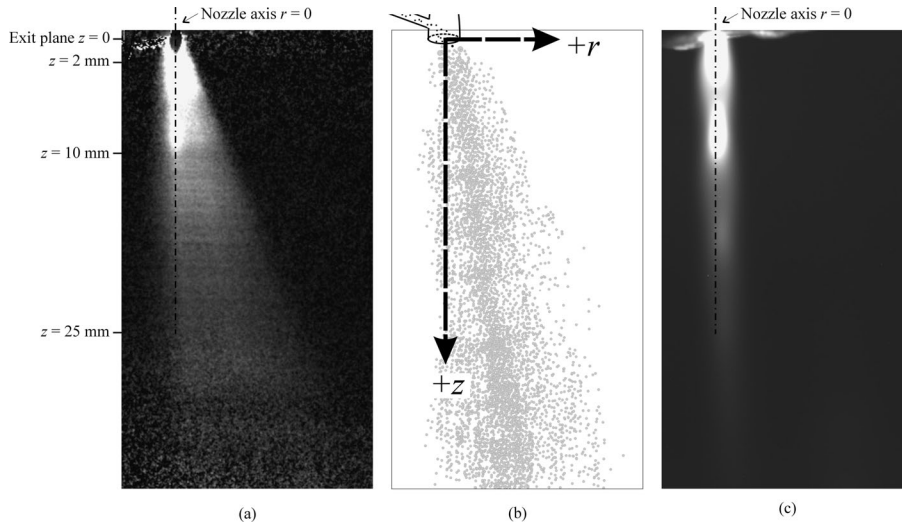 Nozzle axis r = 0
Nozzle axis r = 0
Exit plane z = 0
z = 2 mm
z = 10 mm
z = 25 mm
+r
+z
(a)
(b)
(c)